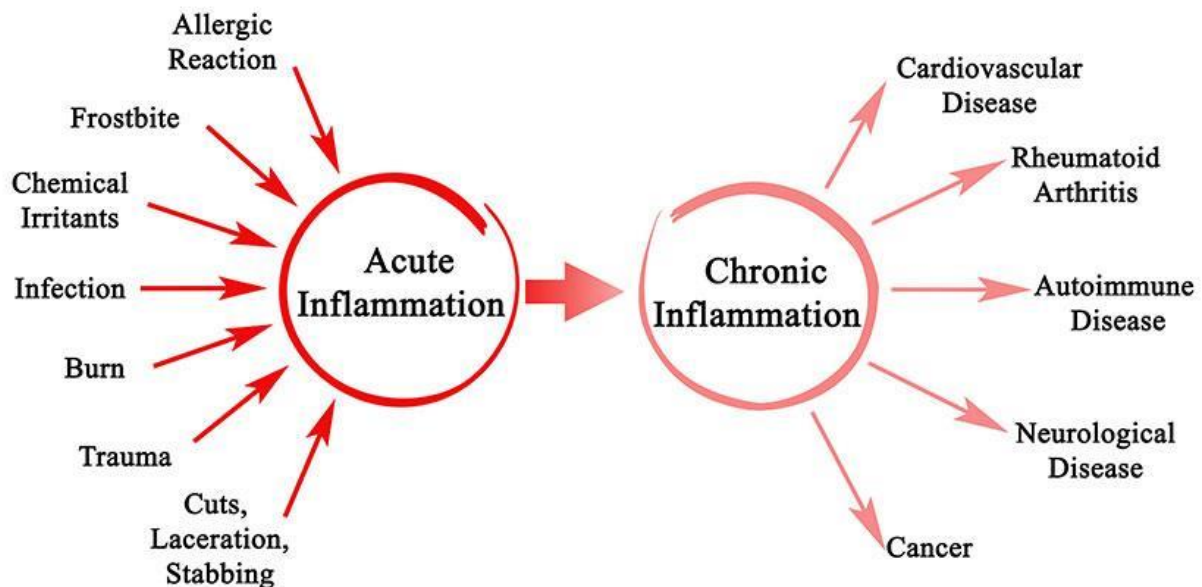 Allergic
Reaction
Frostbite
Chemical
Irritants
Infection
Burn
Trauma
Cuts,
Laceration,
Stabbing
Acute
Inflammation
Chronic
Inflammation
Cardiovascular
Disease
Rheumatoid
Arthritis
Autoimmune
Disease
Neurological
Disease
Cancer